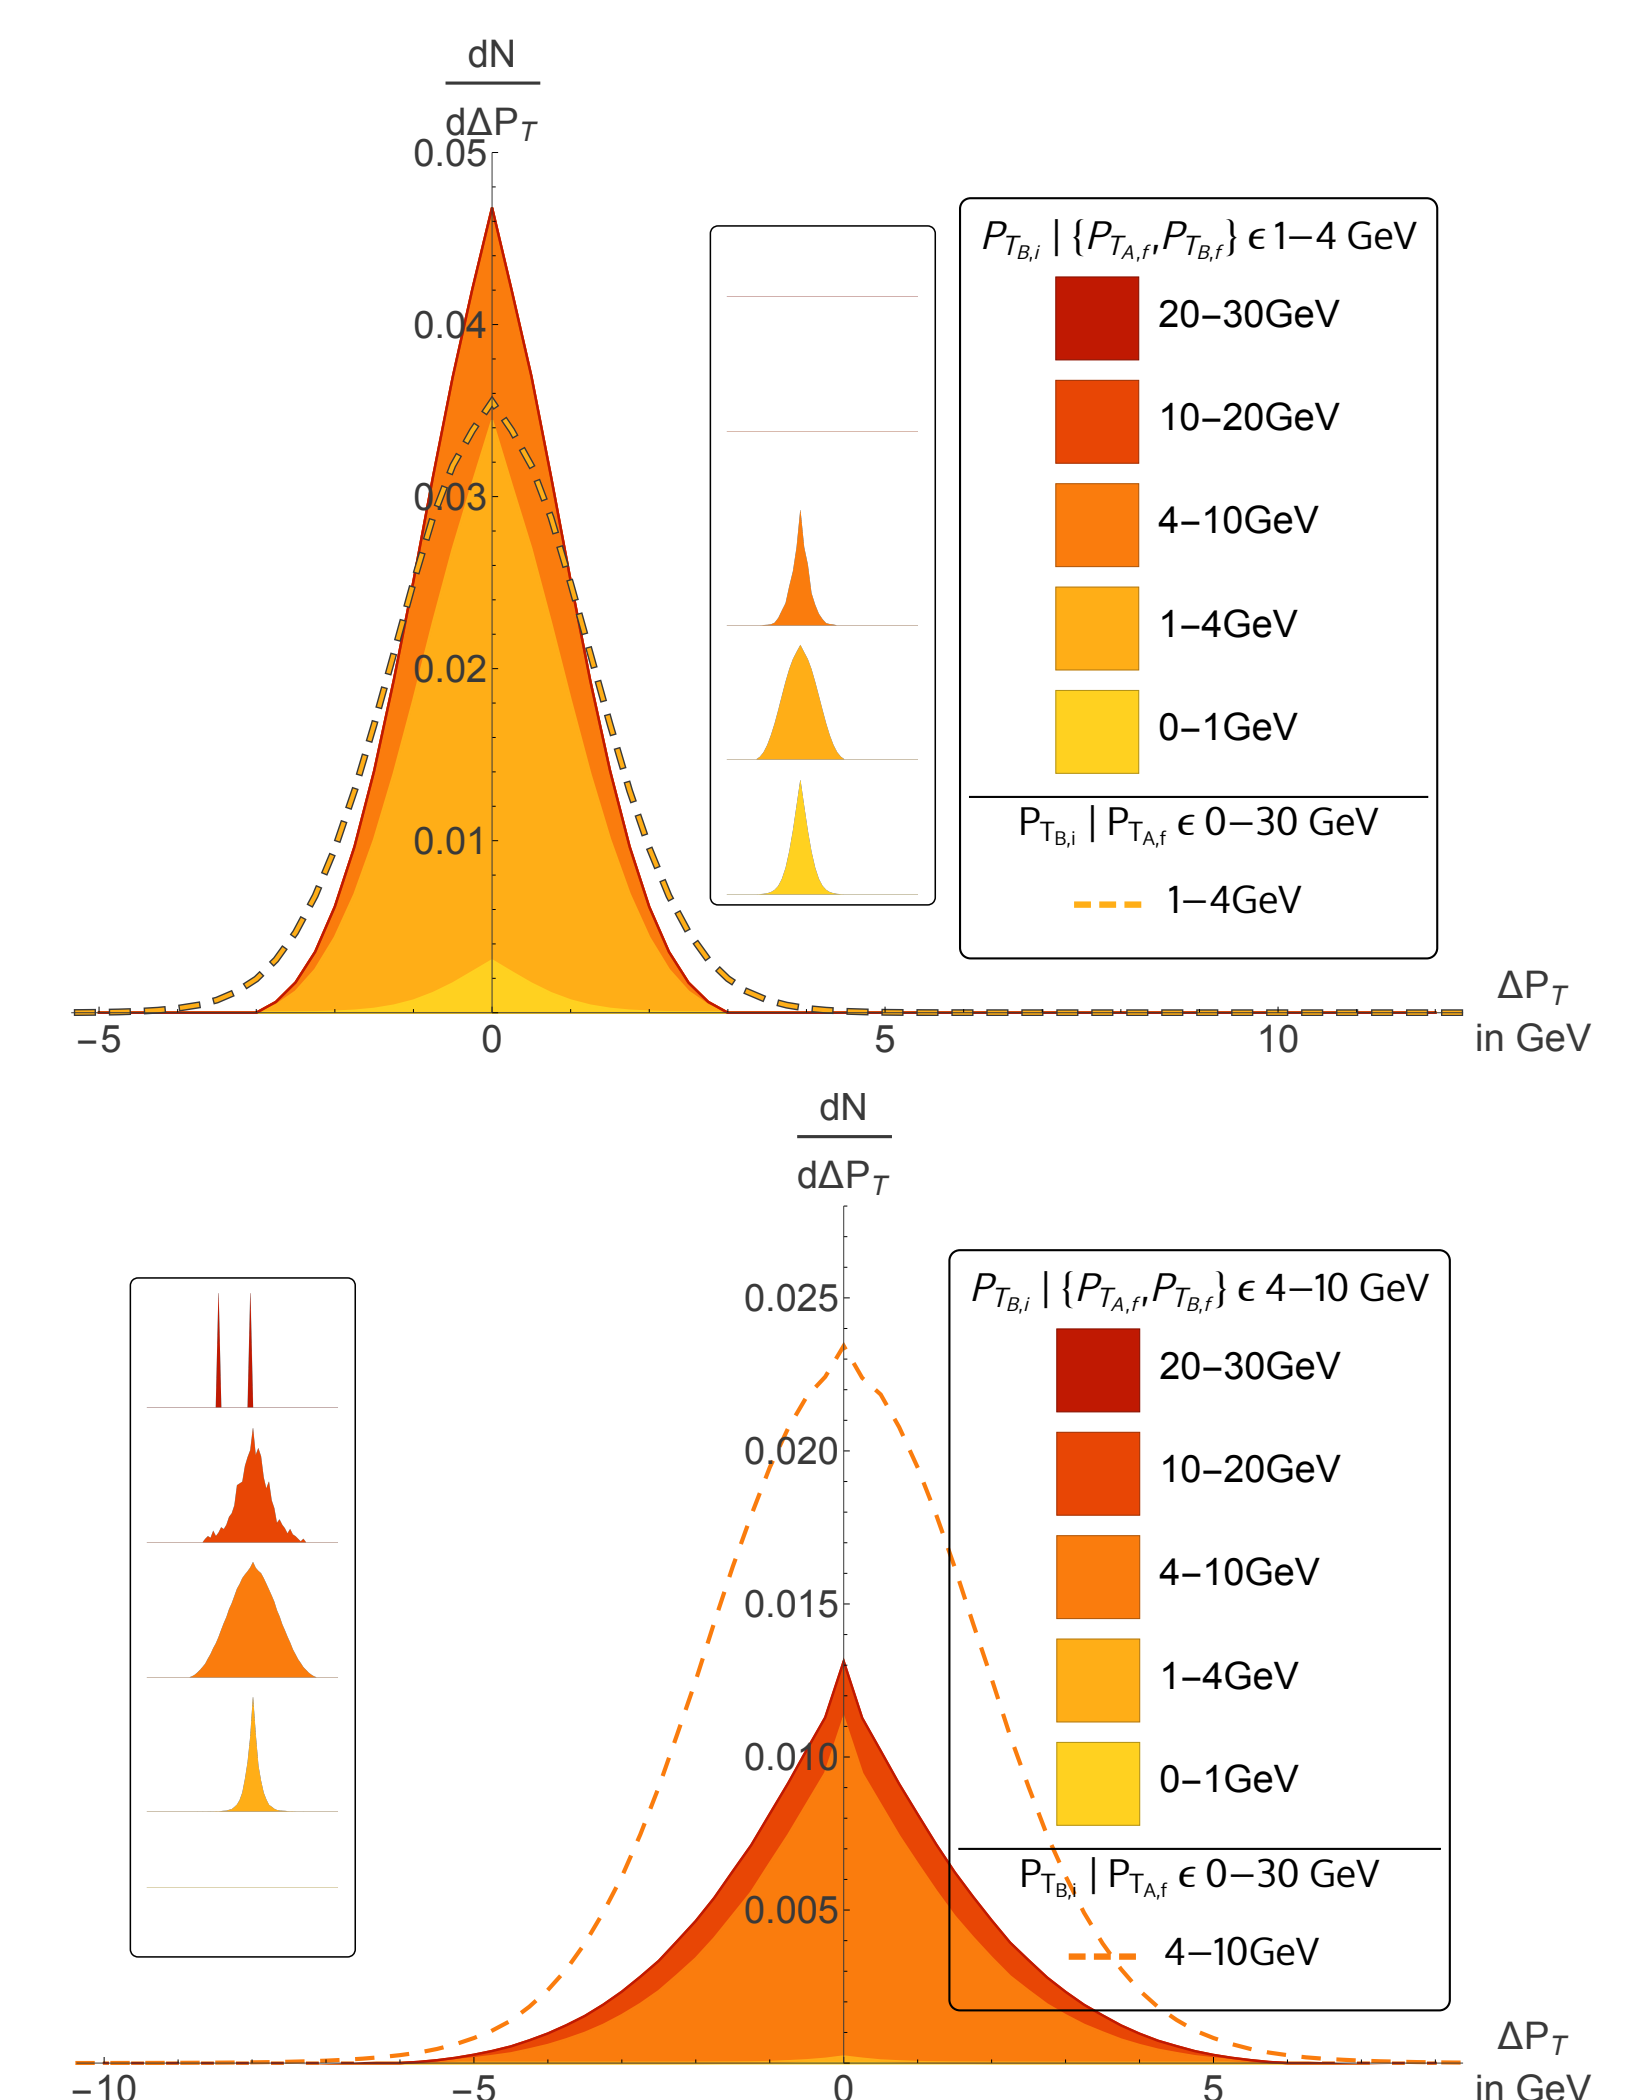 dN
dΔP_T
0.05
0.04
0.03
0.02
0.01
−5 0 5 10
ΔP_T
in GeV
P_{T_{B,i}} | {P_{T_{A,f}},P_{T_{B,f}}} ϵ 1−4 GeV
20−30GeV
10−20GeV
4−10GeV
1−4GeV
0−1GeV
P_{T_{B,i}} | P_{T_{A,f}} ϵ 0−30 GeV
1−4GeV
dN
dΔP_T
0.025
0.020
0.015
0.010
0.005
−10 −5 0 5
ΔP_T
in GeV
P_{T_{B,i}} | {P_{T_{A,f}},P_{T_{B,f}}} ϵ 4−10 GeV
20−30GeV
10−20GeV
4−10GeV
1−4GeV
0−1GeV
P_{T_{B,i}} | P_{T_{A,f}} ϵ 0−30 GeV
4−10GeV